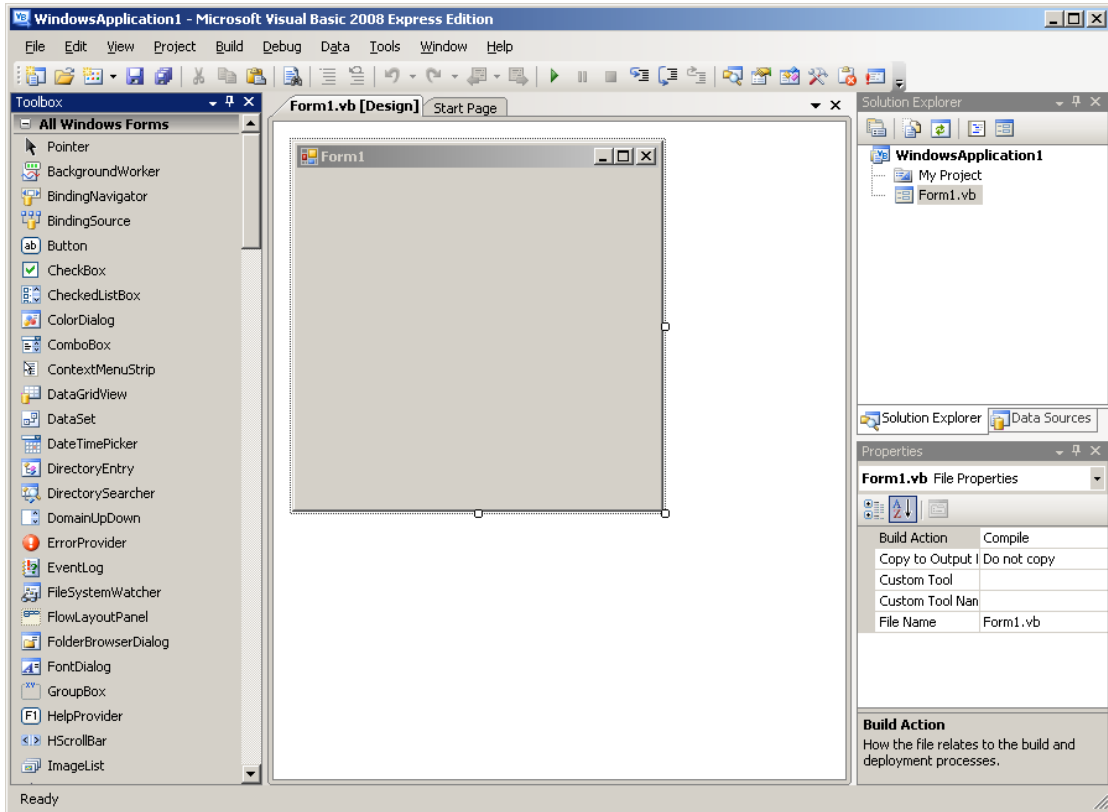 WindowsApplication1 - Microsoft Visual Basic 2008 Express Edition
File Edit View Project Build Debug Data Tools Window Help
Toolbox
All Windows Forms
Pointer
BackgroundWorker
BindingNavigator
BindingSource
Button
CheckBox
CheckedListBox
ColorDialog
ComboBox
ContextMenuStrip
DataGridView
DataSet
DateTimePicker
DirectoryEntry
DirectorySearcher
DomainUpDown
ErrorProvider
EventLog
FileSystemWatcher
FlowLayoutPanel
FolderBrowserDialog
FontDialog
GroupBox
HelpProvider
HScrollBar
ImageList
Form1.vb [Design] Start Page
Form1
Solution Explorer
WindowsApplication1
My Project
Form1.vb
Solution Explorer Data Sources
Properties
Form1.vb File Properties
Build Action Compile
Copy to Output Do not copy
Custom Tool
Custom Tool Nan
File Name Form1.vb
Build Action
How the file relates to the build and
deployment processes.
Ready